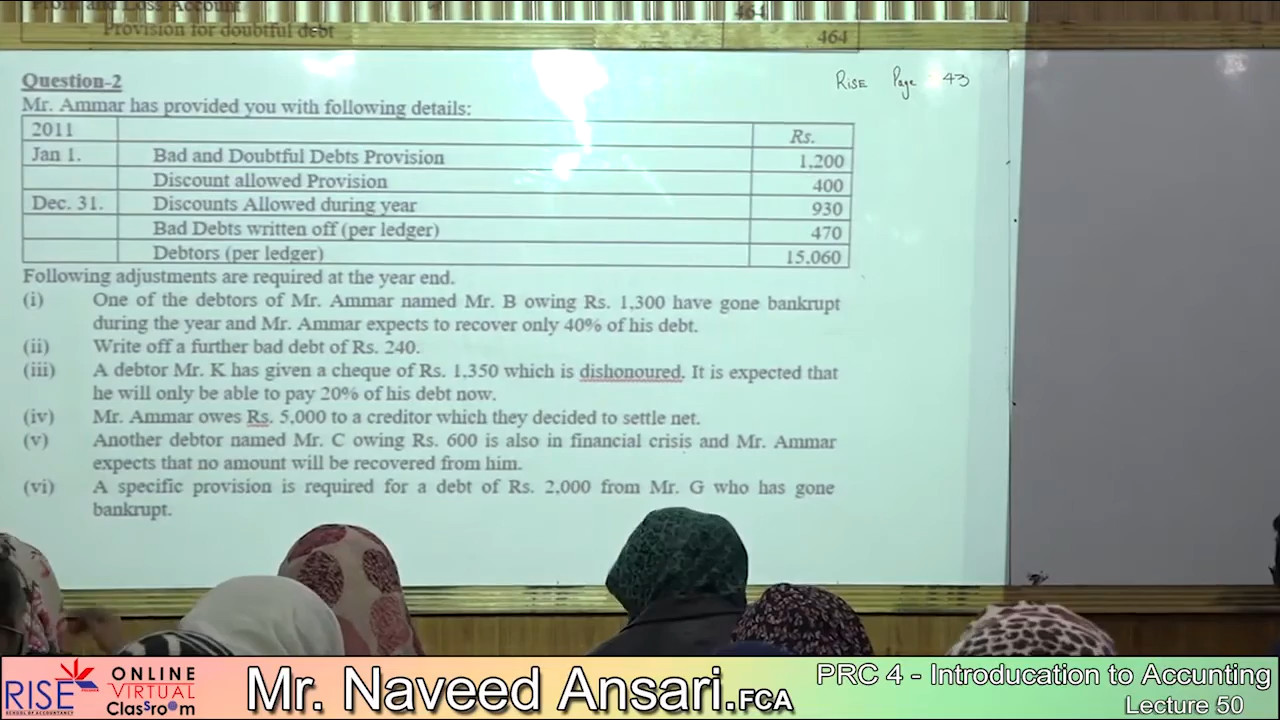 Profit and Loss Account
464
Provision for doubtful debt
464
Question-2
RISE Page 43
Mr. Ammar has provided you with following details:
2011
Rs.
Jan 1. Bad and Doubtful Debts Provision 1,200
Discount allowed Provision 400
Dec. 31. Discounts Allowed during year 930
Bad Debts written off (per ledger) 470
Debtors (per ledger) 15,060
Following adjustments are required at the year end.
(i) One of the debtors of Mr. Ammar named Mr. B owing Rs. 1,300 have gone bankrupt
during the year and Mr. Ammar expects to recover only 40% of his debt.
(ii) Write off a further bad debt of Rs. 240.
(iii) A debtor Mr. K has given a cheque of Rs. 1,350 which is dishonoured. It is expected that
he will only be able to pay 20% of his debt now.
(iv) Mr. Ammar owes Rs. 5,000 to a creditor which they decided to settle net.
(v) Another debtor named Mr. C owing Rs. 600 is also in financial crisis and Mr. Ammar
expects that no amount will be recovered from him.
(vi) A specific provision is required for a debt of Rs. 2,000 from Mr. G who has gone
bankrupt.
RISE
SCHOOL OF ACCOUNTANCY
ONLINE
VIRTUAL
ClasSroom
Mr. Naveed Ansari.FCA
PRC 4 - Introducation to Accunting
Lecture 50